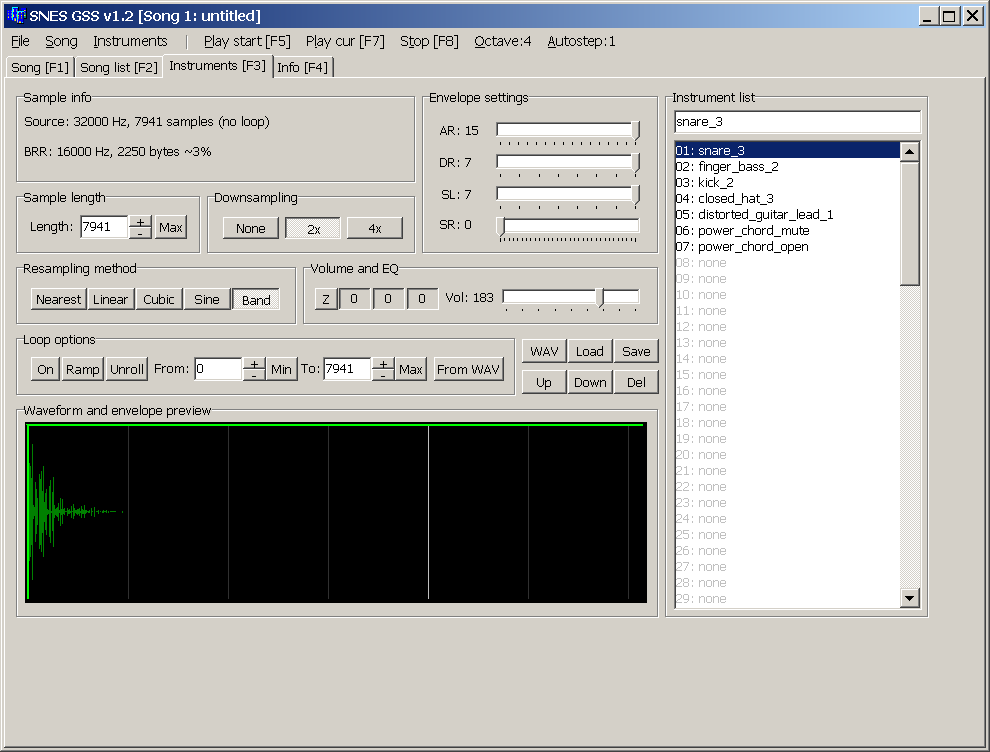 SNES GSS v1.2 [Song 1: untitled]
File Song Instruments | Play start [F5] Play cur [F7] Stop [F8] Octave:4 Autostep:1
Song [F1] Song list [F2] Instruments [F3] Info [F4]
Sample info
Source: 32000 Hz, 7941 samples (no loop)
BRR: 16000 Hz, 2250 bytes ~3%
Sample length
Length: 7941 + - Max
Downsampling
None 2x 4x
Envelope settings
AR: 15
DR: 7
SL: 7
SR: 0
Resampling method
Nearest Linear Cubic Sine Band
Volume and EQ
Z 0 0 0 Vol: 183
Loop options
On Ramp Unroll From: 0 + - Min To: 7941 + - Max From WAV
WAV Load Save
Up Down Del
Waveform and envelope preview
Instrument list
snare_3
01: snare_3
02: finger_bass_2
03: kick_2
04: closed_hat_3
05: distorted_guitar_lead_1
06: power_chord_mute
07: power_chord_open
08: none
09: none
10: none
11: none
12: none
13: none
14: none
15: none
16: none
17: none
18: none
19: none
20: none
21: none
22: none
23: none
24: none
25: none
26: none
27: none
28: none
29: none